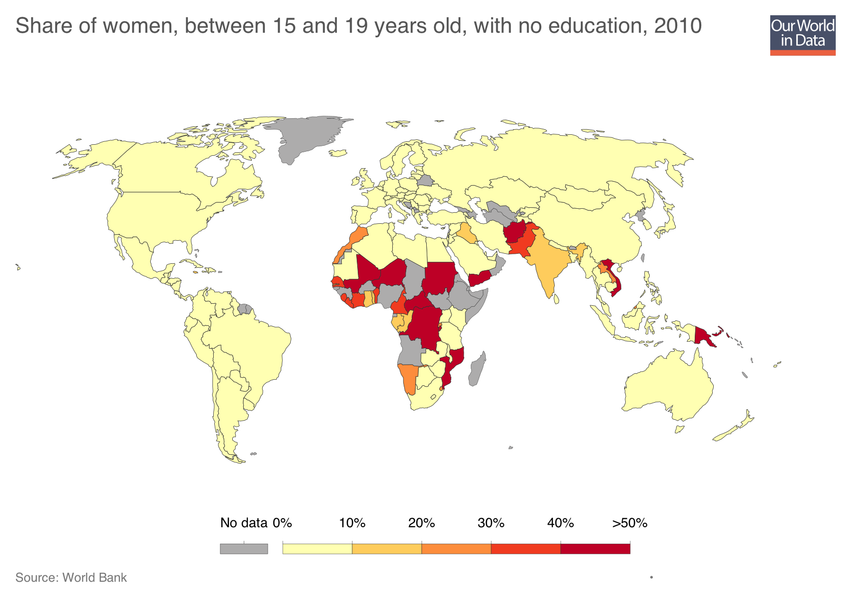 Share of women, between 15 and 19 years old, with no education, 2010
Our World
in Data
No data 0% 10% 20% 30% 40% >50%
Source: World Bank